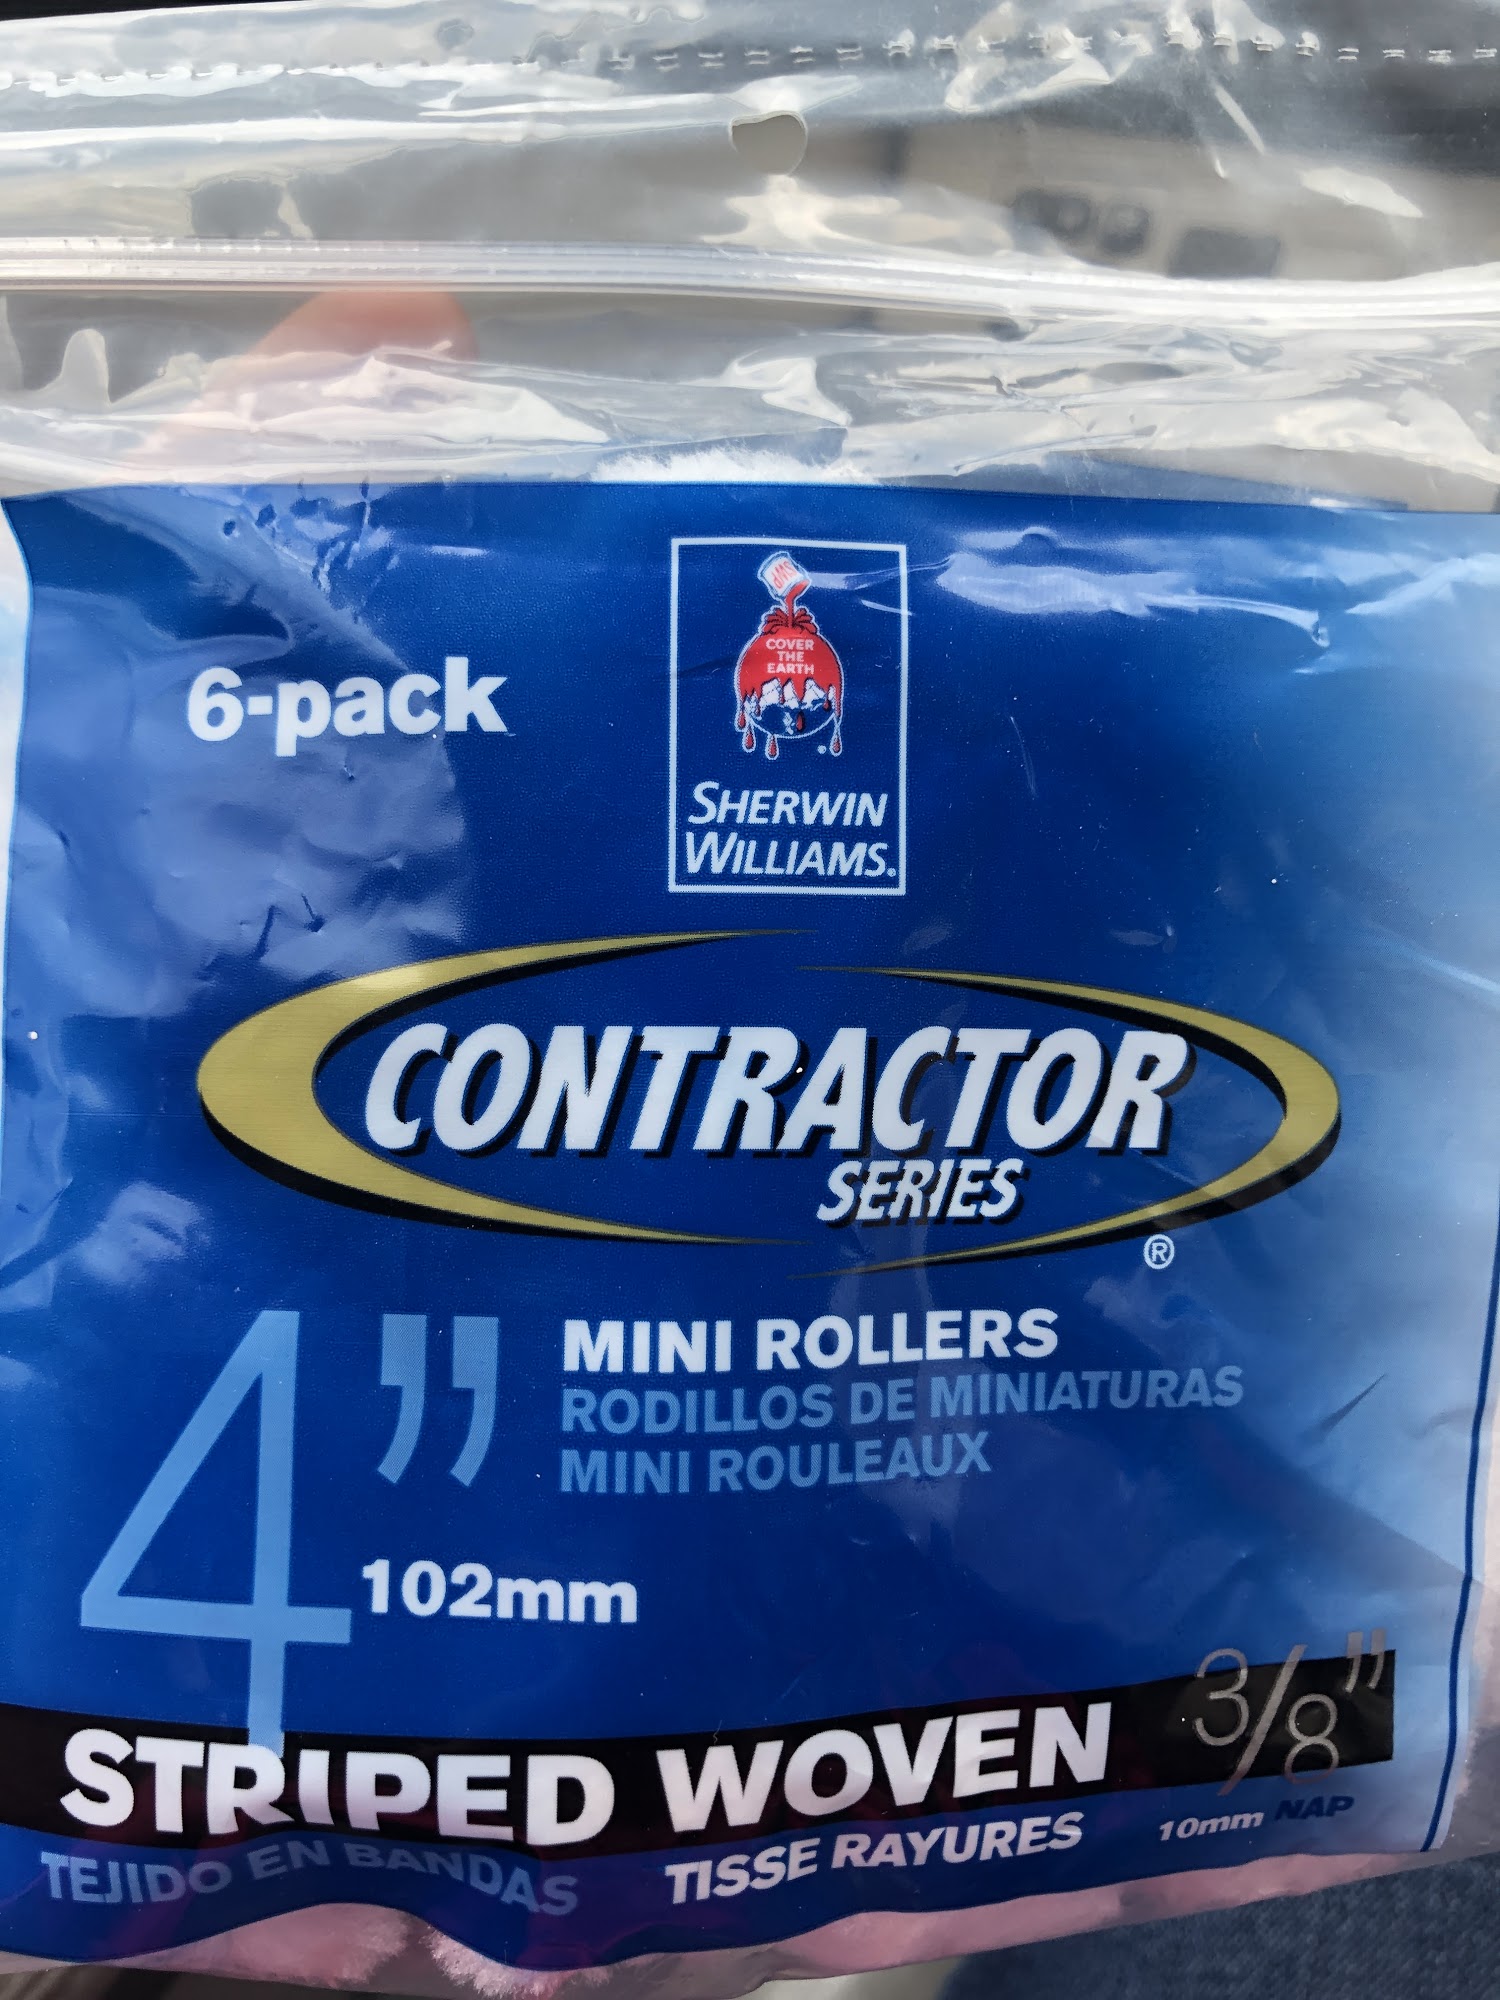 6-pack
SWP
COVER
THE
EARTH
SHERWIN
WILLIAMS.
CONTRACTOR
SERIES
®
4"
MINI ROLLERS
RODILLOS DE MINIATURAS
MINI ROULEAUX
102mm
STRIPED WOVEN 3/8"
TEJIDO EN BANDAS TISSE RAYURES 10mm NAP